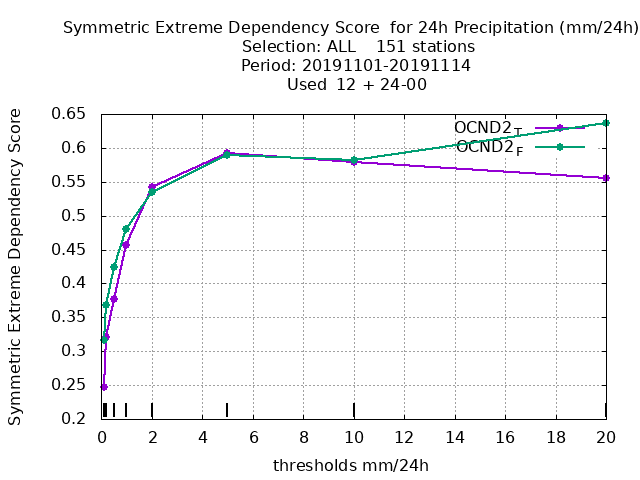 Symmetric Extreme Dependency Score  for 24h Precipitation (mm/24h)
Selection: ALL    151 stations
Period: 20191101-20191114
Used  12 + 24-00
Symmetric Extreme Dependency Score
0.65
0.6
0.55
0.5
0.45
0.4
0.35
0.3
0.25
0.2
OCND2T
OCND2F
0 2 4 6 8 10 12 14 16 18 20
thresholds mm/24h